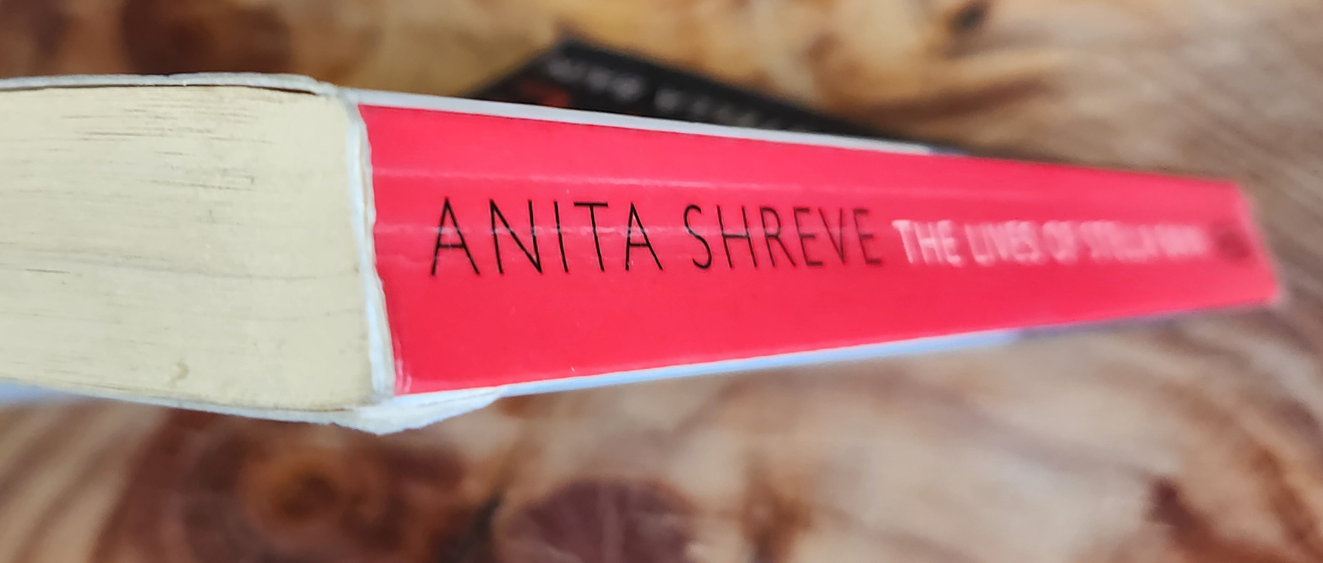 ANITA SHREVE THE LIVES OF STELLA